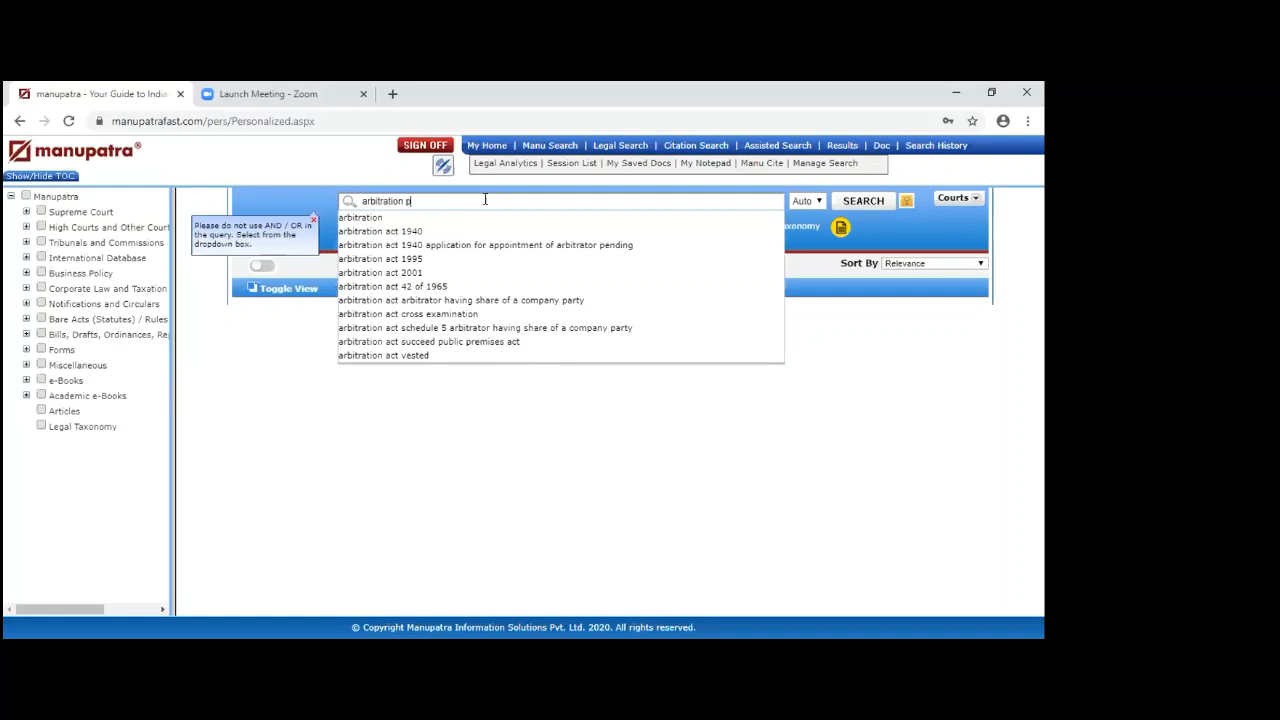 manupatra - Your Guide to India
Launch Meeting - Zoom
manupatrafast.com/pers/Personalized.aspx
manupatra®
SIGN OFF
My Home | Manu Search | Legal Search | Citation Search | Assisted Search | Results | Doc | Search History
Legal Analytics | Session List | My Saved Docs | My Notepad | Manu Cite | Manage Search
Show/Hide TOC
Manupatra
Supreme Court
High Courts and Other Court
Tribunals and Commissions
International Database
Business Policy
Corporate Law and Taxation
Notifications and Circulars
Bare Acts (Statutes) / Rules
Bills, Drafts, Ordinances, Re
Forms
Miscellaneous
e-Books
Academic e-Books
Articles
Legal Taxonomy
Please do not use AND / OR in
the query. Select from the
dropdown box.
arbitration p
Auto
SEARCH
Courts
arbitration
arbitration act 1940
arbitration act 1940 application for appointment of arbitrator pending
arbitration act 1995
arbitration act 2001
arbitration act 42 of 1965
arbitration act arbitrator having share of a company party
arbitration act cross examination
arbitration act schedule 5 arbitrator having share of a company party
arbitration act succeed public premises act
arbitration act vested
xonomy
Sort By Relevance
Toggle View
© Copyright Manupatra Information Solutions Pvt. Ltd. 2020. All rights reserved.